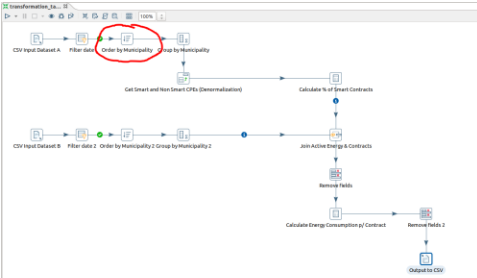 transformation_tu...
100%
CSV Input Dataset A
Filter date
Order by Municipality
Group by Municipality
Get Smart and Non Smart CPEs (Denormalization)
Calculate % of Smart Contracts
CSV Input Dataset B
Filter date 2
Order by Municipality 2
Group by Municipality 2
Join Active Energy & Contracts
Remove Fields
Calculate Energy Consumption p/ Contract
Remove fields 2
Output to CSV